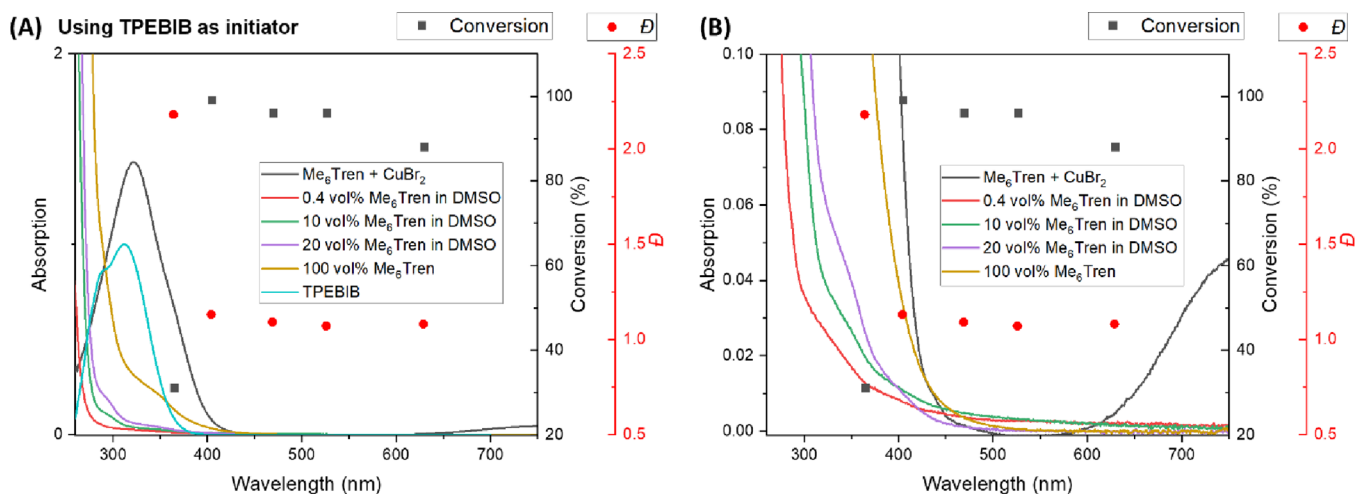 (A) Using TPEBIB as initiator
Conversion
Đ
2
0
Absorption
300 400 500 600 700
Wavelength (nm)
100
80
60
40
20
Conversion (%)
2.5
2.0
1.5
1.0
0.5
Đ
Me₆Tren + CuBr₂
0.4 vol% Me₆Tren in DMSO
10 vol% Me₆Tren in DMSO
20 vol% Me₆Tren in DMSO
100 vol% Me₆Tren
TPEBIB
(B)
Conversion
Đ
0.10
0.08
0.06
0.04
0.02
0.00
Absorption
300 400 500 600 700
Wavelength (nm)
100
80
60
40
20
Conversion (%)
2.5
2.0
1.5
1.0
0.5
Đ
Me₆Tren + CuBr₂
0.4 vol% Me₆Tren in DMSO
10 vol% Me₆Tren in DMSO
20 vol% Me₆Tren in DMSO
100 vol% Me₆Tren